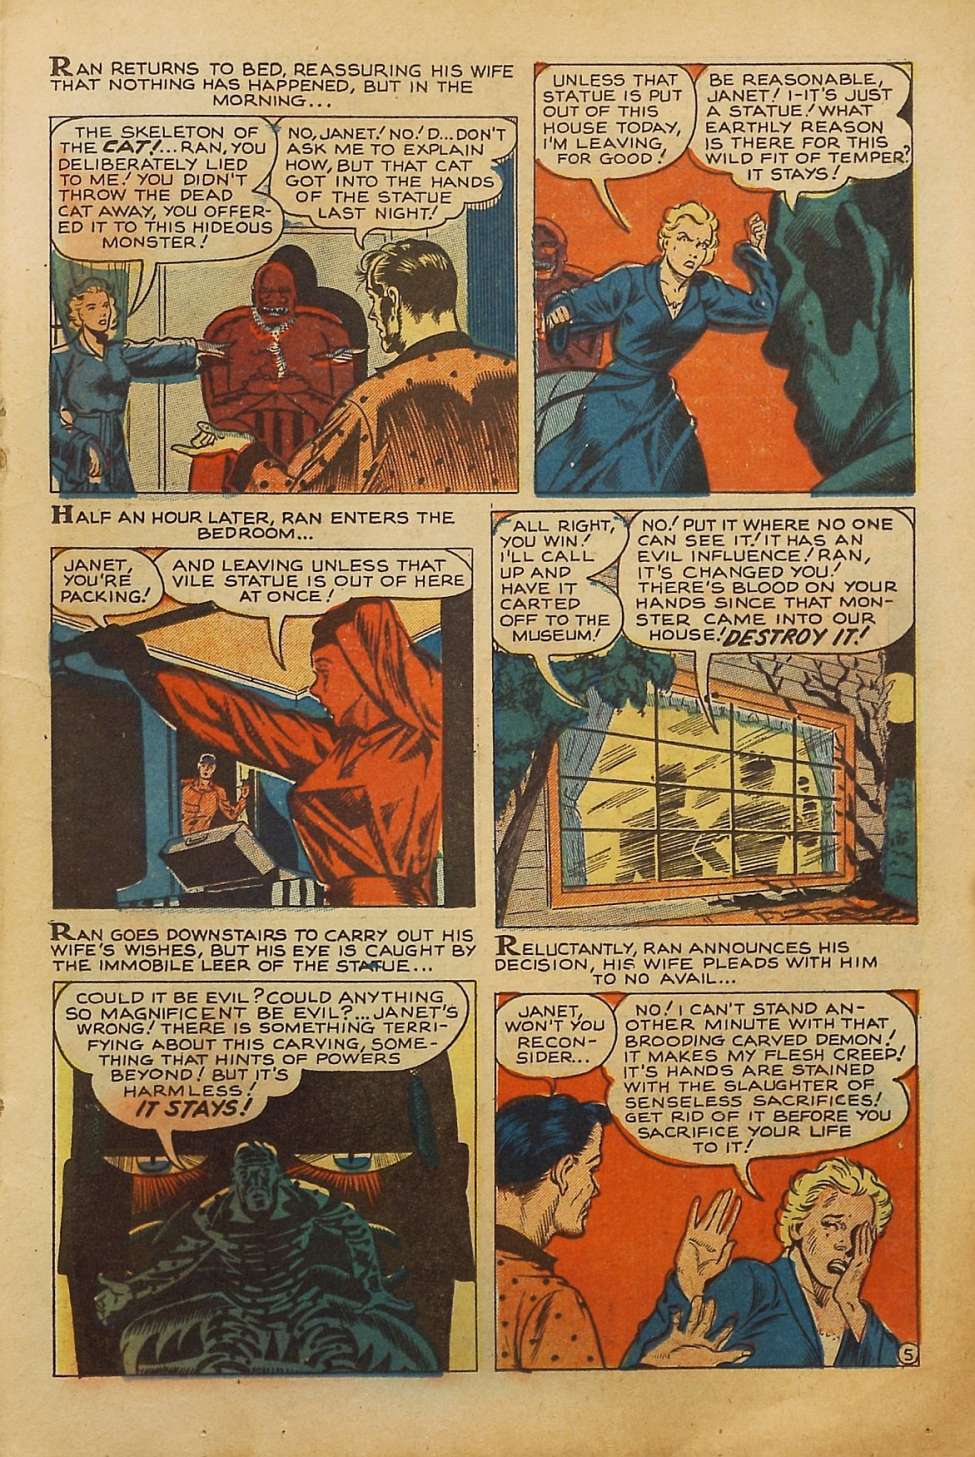 RAN RETURNS TO BED, REASSURING HIS WIFE
THAT NOTHING HAS HAPPENED, BUT IN THE
MORNING...
THE SKELETON OF
THE CAT!...RAN, YOU
DELIBERATELY LIED
TO ME! YOU DIDN'T
THROW THE DEAD
CAT AWAY, YOU OFFER-
ED IT TO THIS HIDEOUS
MONSTER!
NO, JANET! NO! D...DON'T
ASK ME TO EXPLAIN
HOW, BUT THAT CAT
GOT INTO THE HANDS
OF THE STATUE
LAST NIGHT!
UNLESS THAT
STATUE IS PUT
OUT OF THIS
HOUSE TODAY,
I'M LEAVING,
FOR GOOD!
BE REASONABLE,
JANET! I-IT'S JUST
A STATUE! WHAT
EARTHLY REASON
IS THERE FOR THIS
WILD FIT OF TEMPER?
IT STAYS!
HALF AN HOUR LATER, RAN ENTERS THE
BEDROOM...
JANET,
YOU'RE
PACKING!
AND LEAVING UNLESS THAT
VILE STATUE IS OUT OF HERE
AT ONCE!
ALL RIGHT,
YOU WIN!
I'LL CALL
UP AND
HAVE IT
CARTED
OFF TO THE
MUSEUM!
NO! PUT IT WHERE NO ONE
CAN SEE IT! IT HAS AN
EVIL INFLUENCE! RAN,
IT'S CHANGED YOU!
THERE'S BLOOD ON YOUR
HANDS SINCE THAT MON-
STER CAME INTO OUR
HOUSE! DESTROY IT!
RAN GOES DOWNSTAIRS TO CARRY OUT HIS
WIFE'S WISHES, BUT HIS EYE IS CAUGHT BY
THE IMMOBILE LEER OF THE STATUE...
COULD IT BE EVIL? COULD ANYTHING
SO MAGNIFICENT BE EVIL?...JANET'S
WRONG! THERE IS SOMETHING TERRI-
FYING ABOUT THIS CARVING, SOME-
THING THAT HINTS OF POWERS
BEYOND! BUT IT'S
HARMLESS!
IT STAYS!
RELUCTANTLY, RAN ANNOUNCES HIS
DECISION, HIS WIFE PLEADS WITH HIM
TO NO AVAIL...
JANET,
WON'T YOU
RECON-
SIDER...
NO! I CAN'T STAND AN-
OTHER MINUTE WITH THAT
BROODING CARVED DEMON!
IT MAKES MY FLESH CREEP!
IT'S HANDS ARE STAINED
WITH THE SLAUGHTER OF
SENSELESS SACRIFICES!
GET RID OF IT BEFORE YOU
SACRIFICE YOUR LIFE
TO IT!
5